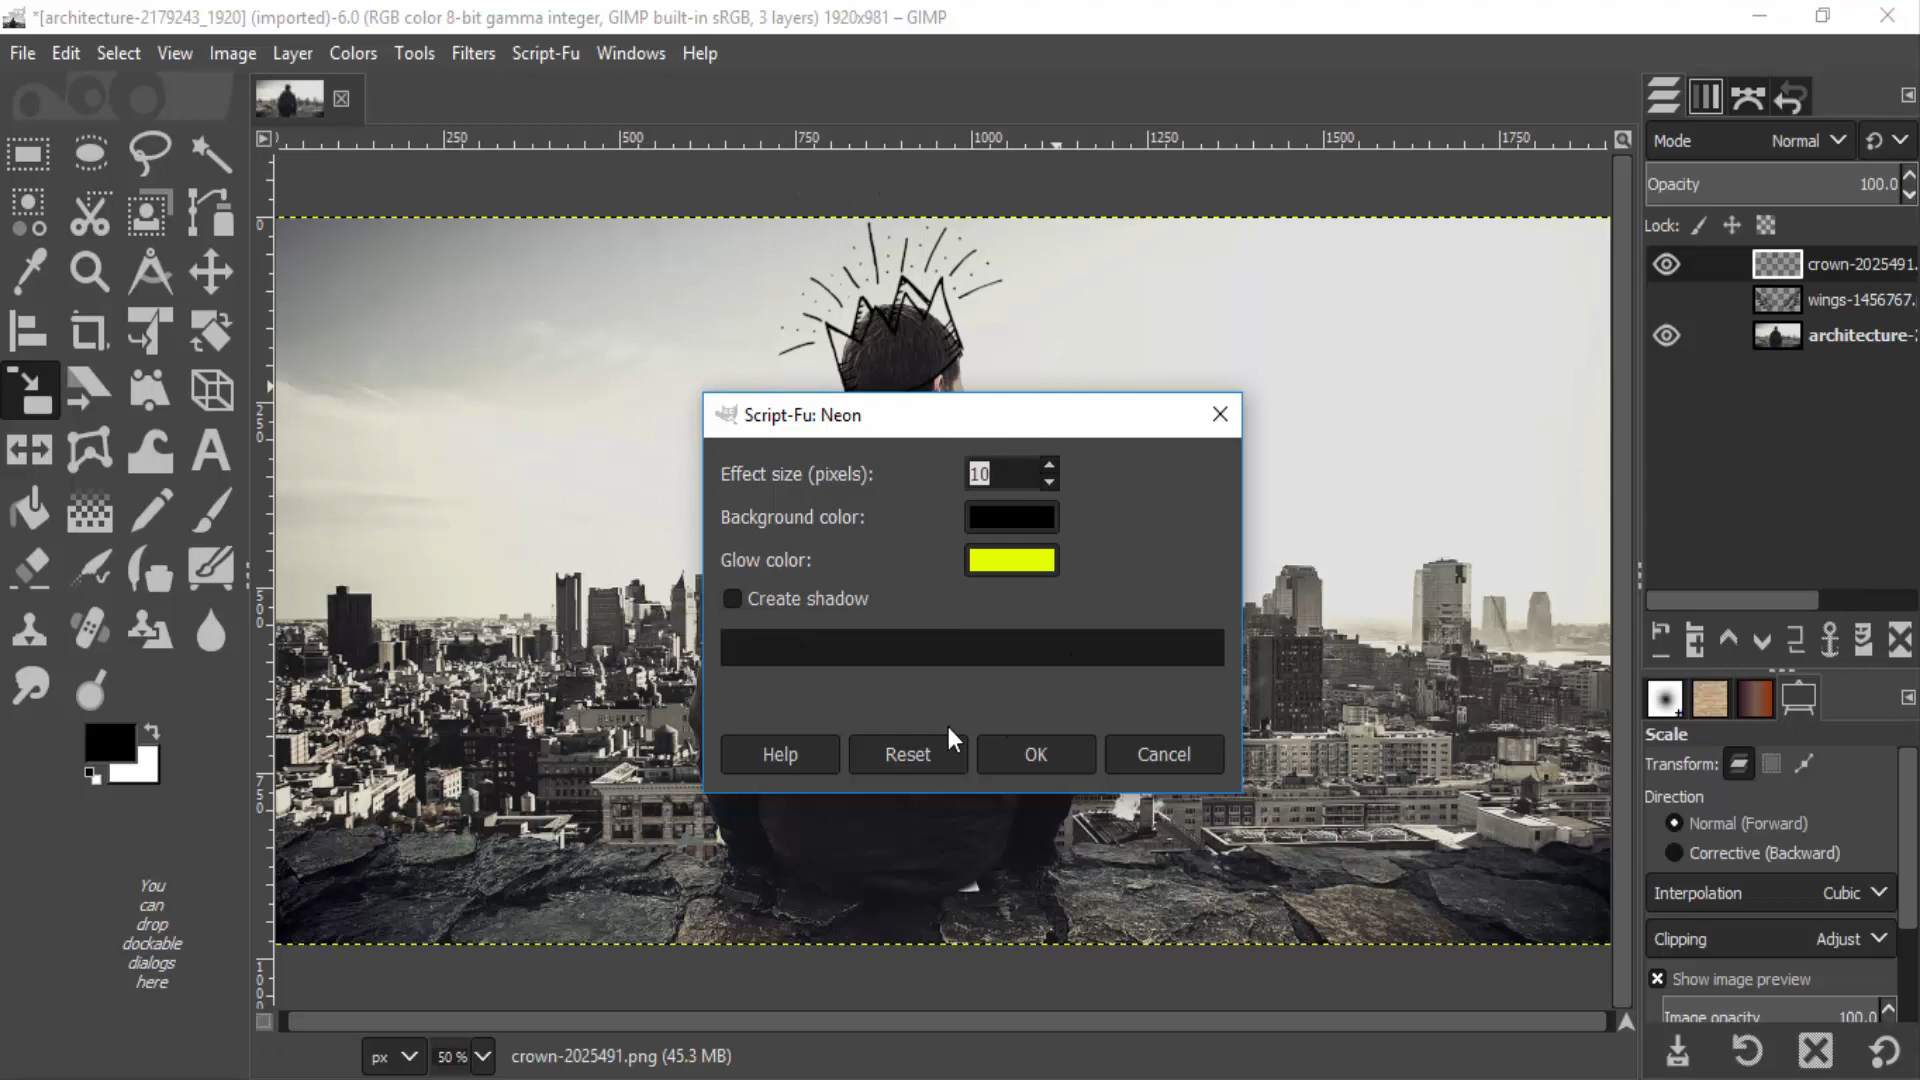 *[architecture-2179243_1920] (imported)-6.0 (RGB color 8-bit gamma integer, GIMP built-in sRGB, 3 layers) 1920x981 – GIMP
File Edit Select View Image Layer Colors Tools Filters Script-Fu Windows Help
250 500 750 1000 1250 1500 1750
Mode Normal
Opacity 100.0
Lock:
crown-2025491.
wings-1456767.
architecture-
0
250
500
750
1000
Script-Fu: Neon
Effect size (pixels): 10
Background color:
Glow color:
Create shadow
Help Reset OK Cancel
You
can
drop
dockable
dialogs
here
Scale
Transform:
Direction
Normal (Forward)
Corrective (Backward)
Interpolation Cubic
Clipping Adjust
Show image preview
Image opacity 100.0
px 50 % crown-2025491.png (45.3 MB)